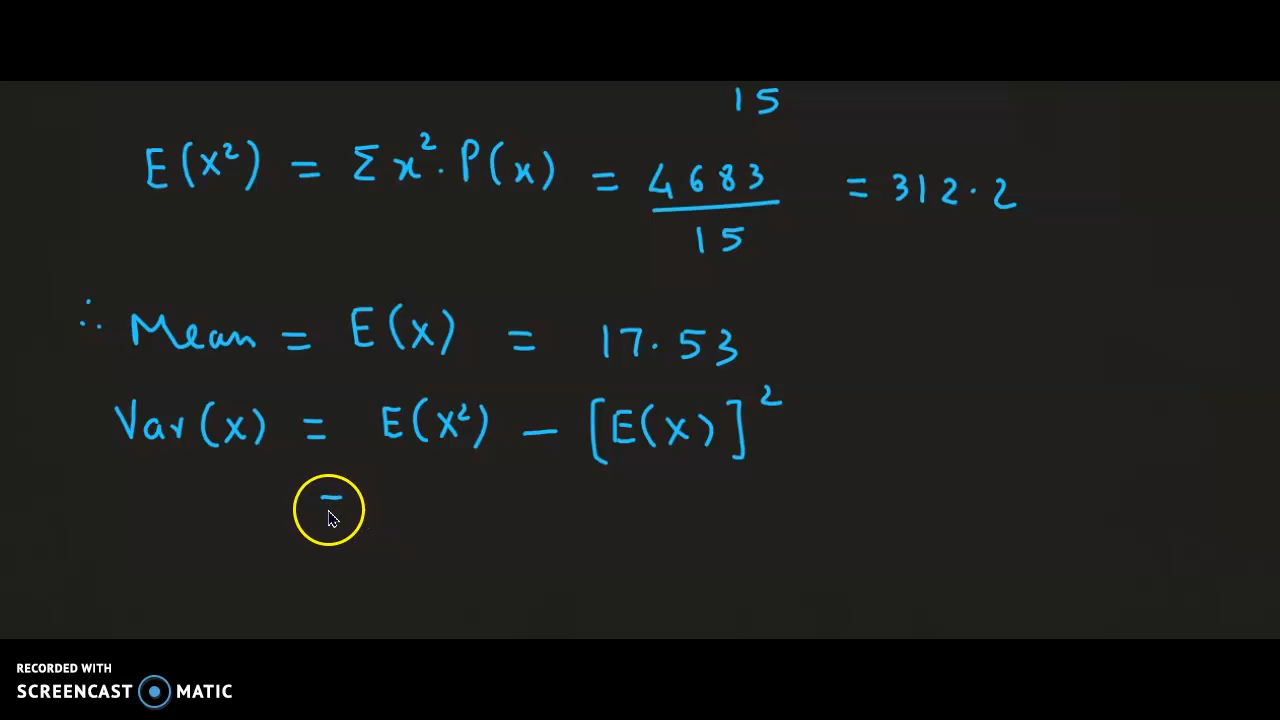 15
E(X²) = Σ x². P(x) = 4683/15 = 312.2
∴ Mean = E(x) = 17.53
Var(x) = E(X²) - [E(x)]²
RECORDED WITH
SCREENCAST MATIC